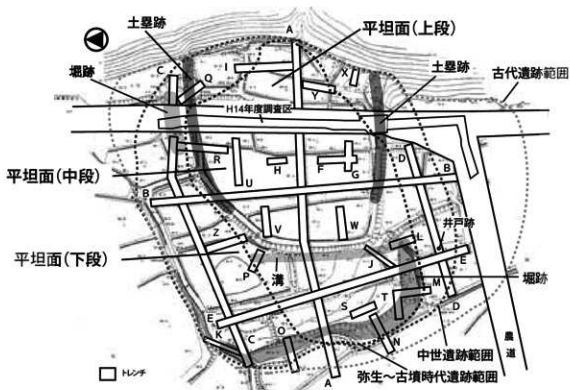 A
土塁跡
平坦面(上段)
I
C
Q
X
土塁跡
堀跡
Y
古代遺跡範囲
H14年度調査区
R
D
平坦面(中段)
U
H
F
G
B
B
Z
V
W
井戸跡
平坦面(下段)
L
P
溝
J
E
M
堀跡
E
S
T
D
K
C
O
N
中世遺跡範囲
農道
トレンチ
A
弥生~古墳時代遺跡範囲